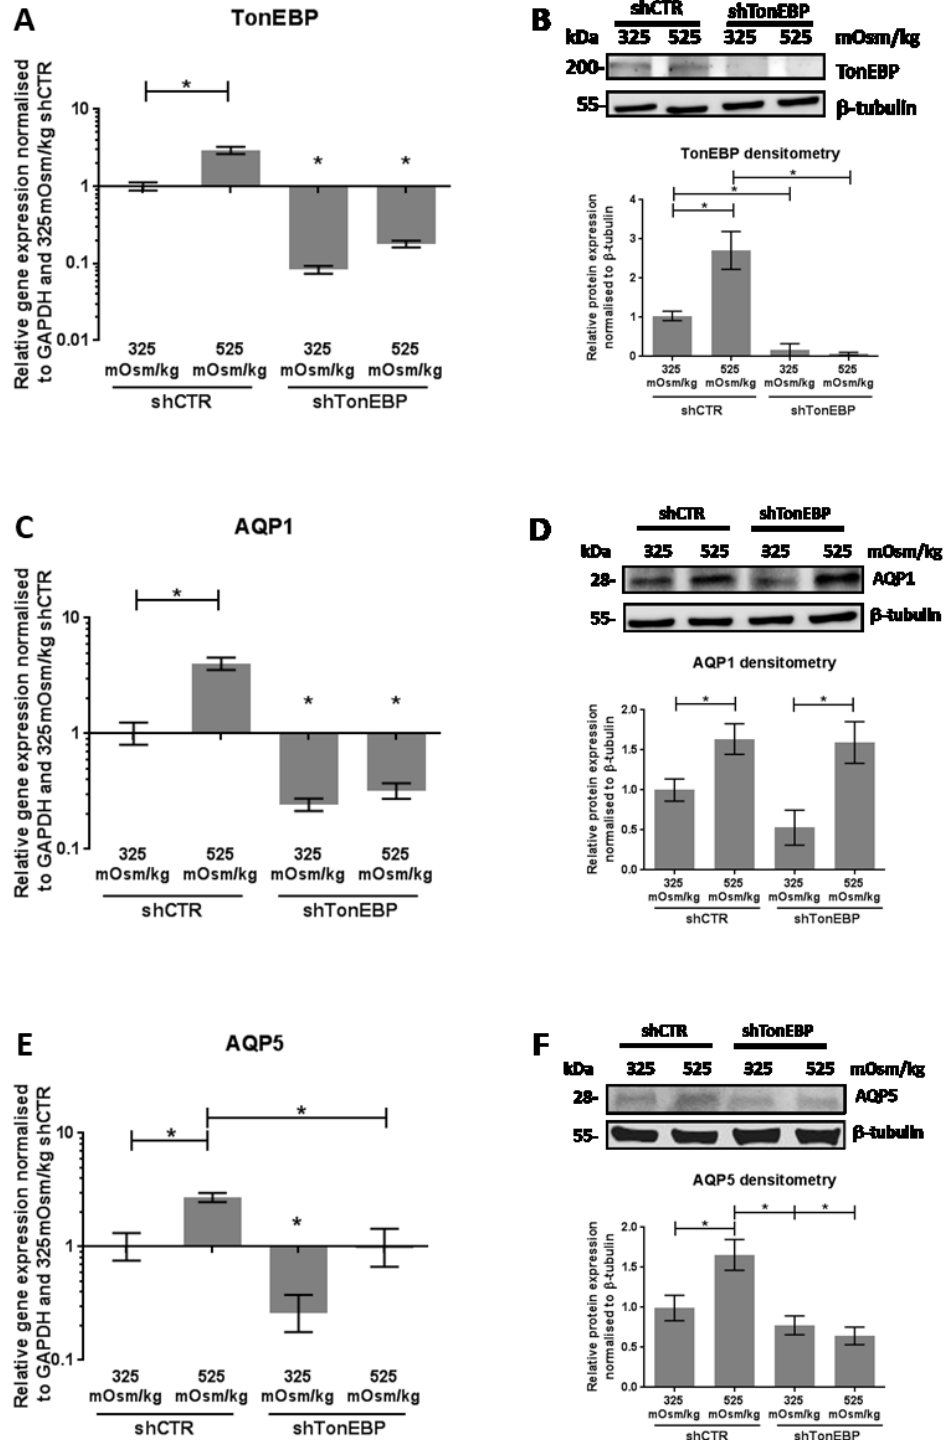 A
TonEBP
*
Relative gene expression normalised
to GAPDH and 325mOsm/kg shCTR
10
1
0.1
0.01
* *
325 525 325 525
mOsm/kg mOsm/kg mOsm/kg mOsm/kg
shCTR shTonEBP
B
shCTR shTonEBP
kDa 325 525 325 525 mOsm/kg
200- TonEBP
55- β-tubulin
TonEBP densitometry
*
*
*
Relative protein expression
normalised to β-tubulin
4
3
2
1
0
325 525 325 525
mOsm/kg mOsm/kg mOsm/kg mOsm/kg
shCTR shTonEBP
C
AQP1
*
Relative gene expression normalised
to GAPDH and 325mOsm/kg shCTR
10
1
0.1
* *
325 525 325 525
mOsm/kg mOsm/kg mOsm/kg mOsm/kg
shCTR shTonEBP
D
shCTR shTonEBP
kDa 325 525 325 525 mOsm/kg
28- AQP1
55- β-tubulin
AQP1 densitometry
* *
Relative protein expression
normalised to β-tubulin
2.0
1.5
1.0
0.5
0.0
325 525 325 525
mOsm/kg mOsm/kg mOsm/kg mOsm/kg
shCTR shTonEBP
E
AQP5
*
*
Relative gene expression normalised
to GAPDH and 325mOsm/kg shCTR
10
1
0.1
*
325 525 325 525
mOsm/kg mOsm/kg mOsm/kg mOsm/kg
shCTR shTonEBP
F
shCTR shTonEBP
kDa 325 525 325 525 mOsm/kg
28- AQP5
55- β-tubulin
AQP5 densitometry
* * *
Relative protein expression
normalised to β-tubulin
2.0
1.5
1.0
0.5
0.0
325 525 325 525
mOsm/kg mOsm/kg mOsm/kg mOsm/kg
shCTR shTonEBP